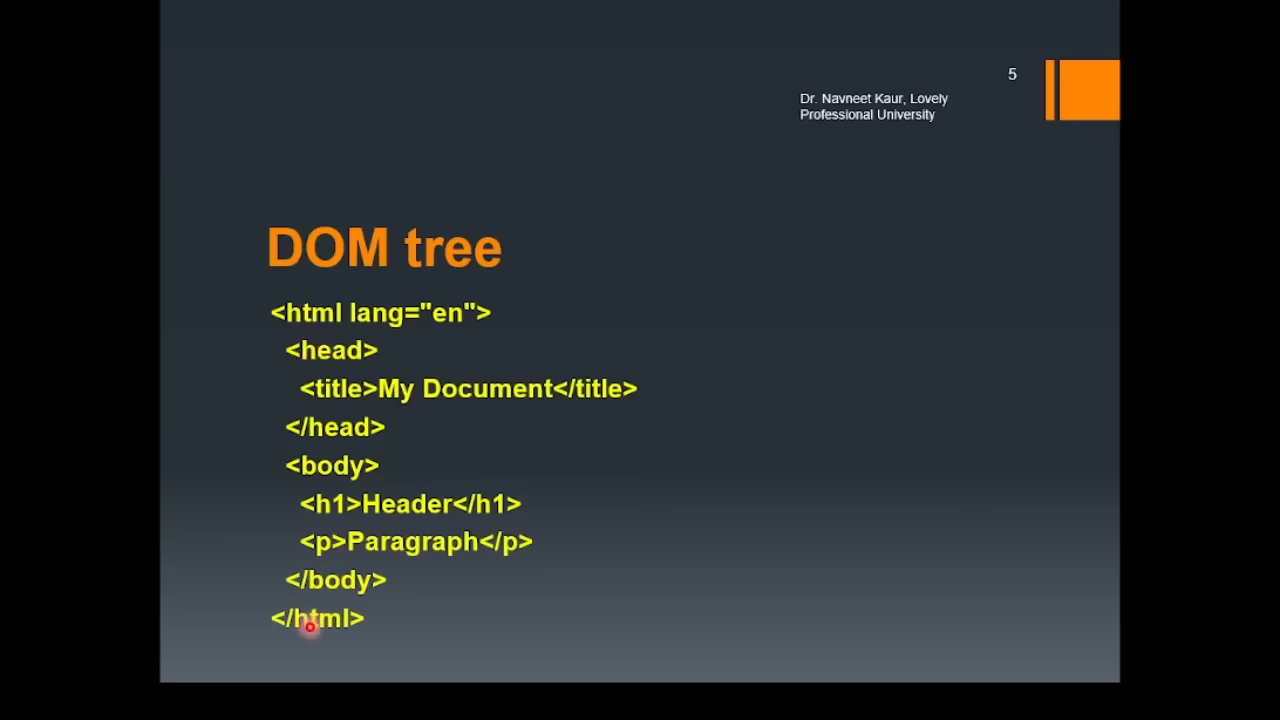 5
Dr. Navneet Kaur, Lovely
Professional University
DOM tree
<html lang="en">
<head>
<title>My Document</title>
</head>
<body>
<h1>Header</h1>
<p>Paragraph</p>
</body>
</html>